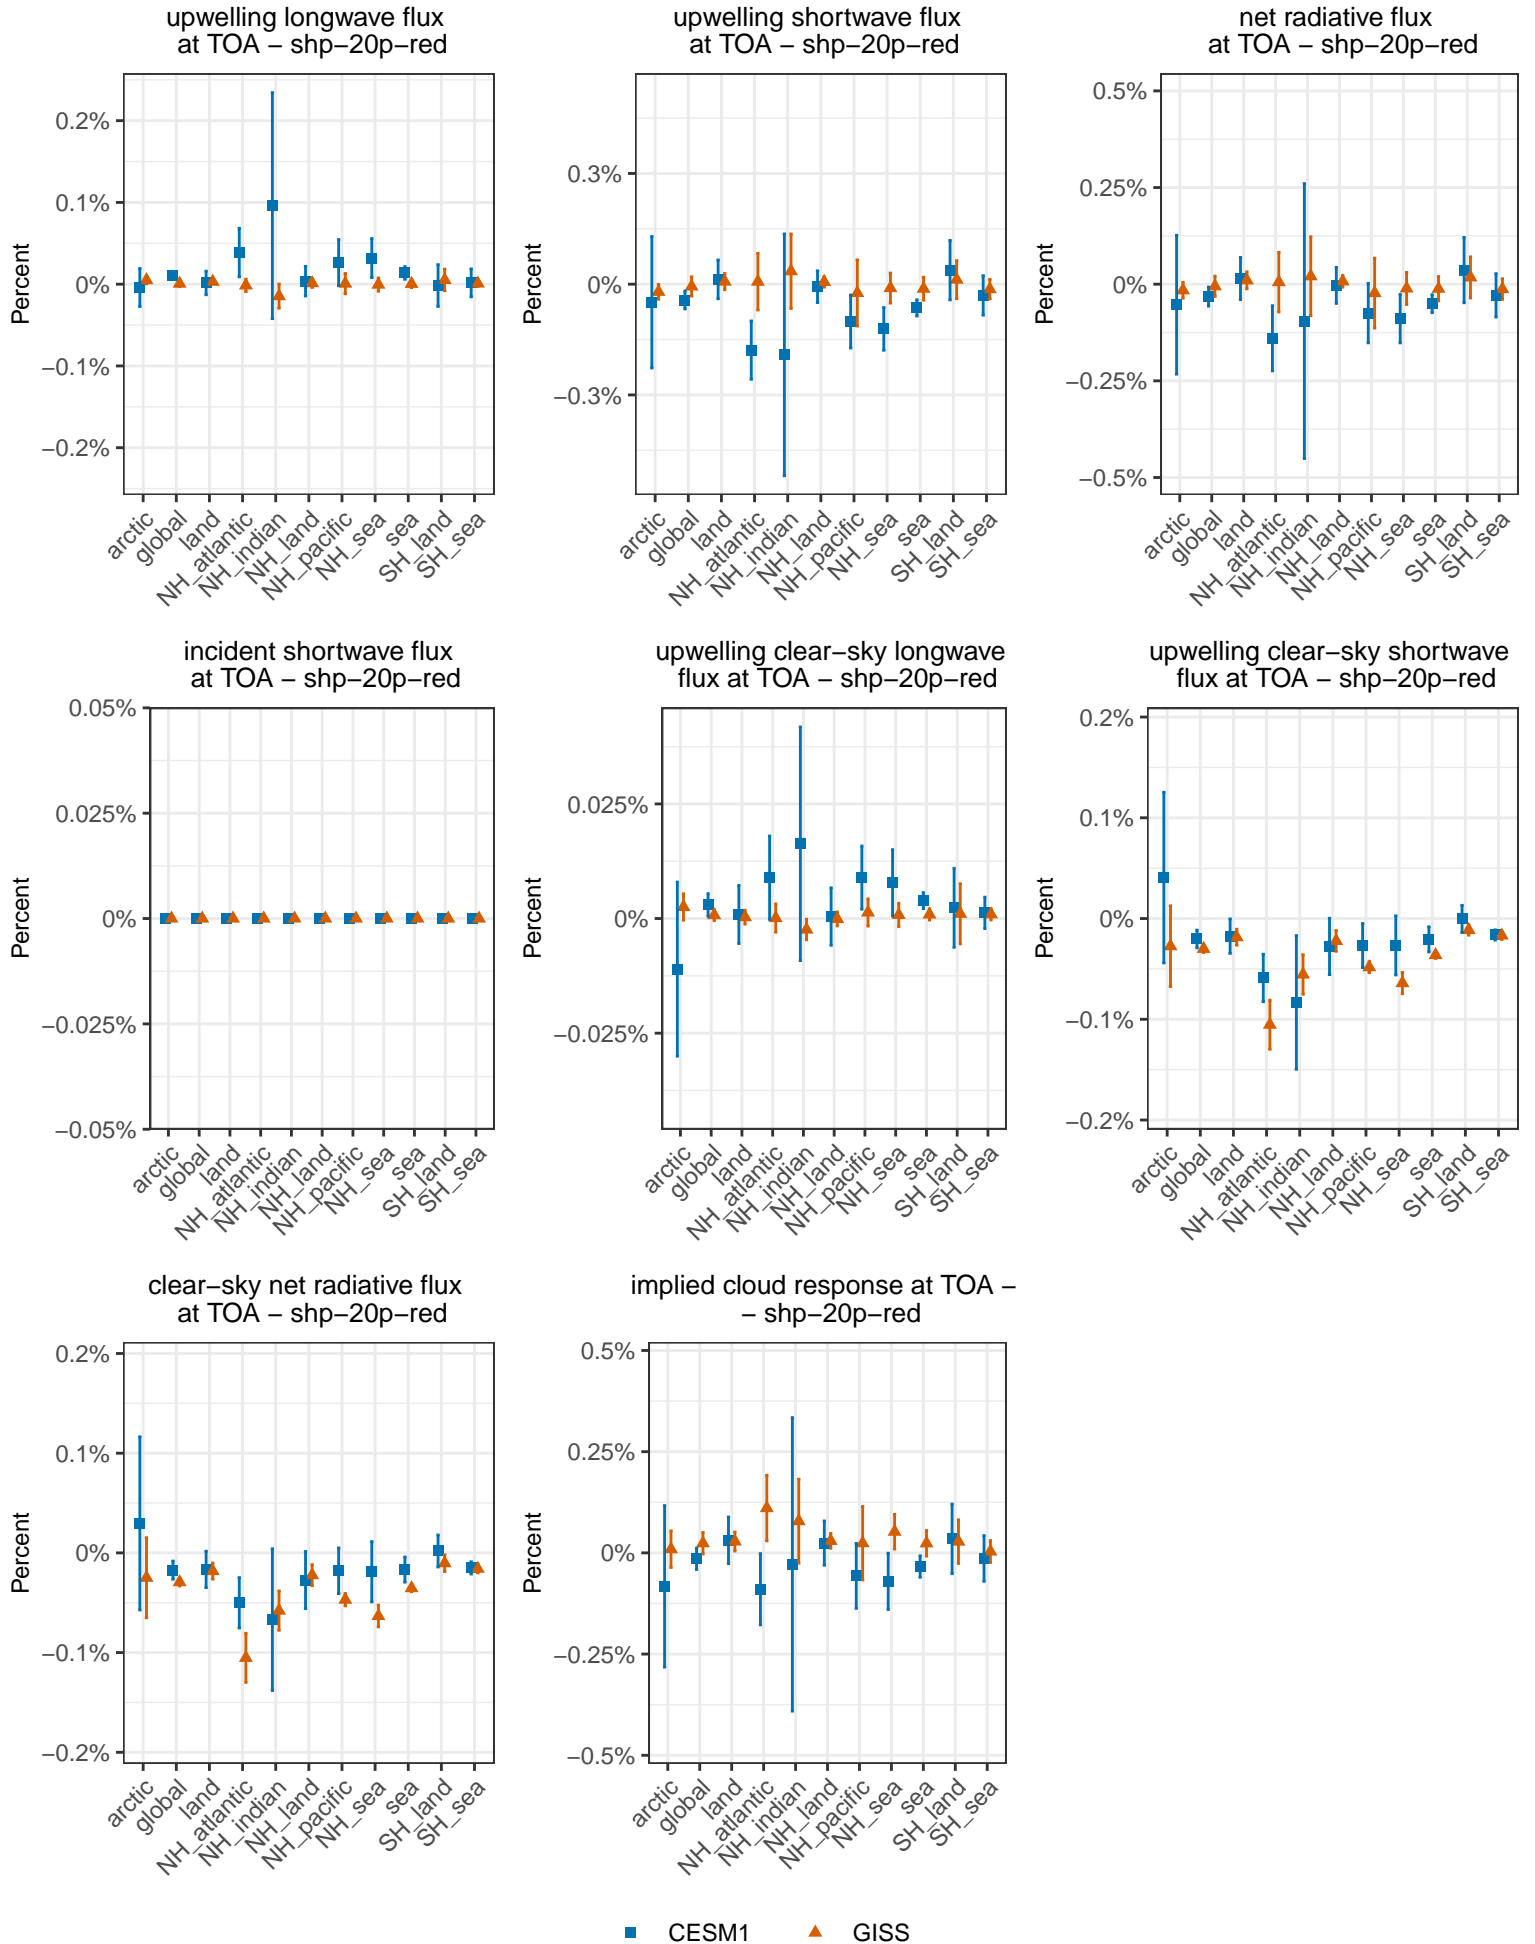 upwelling longwave flux
at TOA − shp−20p−red
Percent
0.2%
0.1%
0%
−0.1%
−0.2%
arctic
global
land
NH_atlantic
NH_indian
NH_land
NH_pacific
NH_sea
sea
SH_land
SH_sea
upwelling shortwave flux
at TOA − shp−20p−red
Percent
0.3%
0%
−0.3%
arctic
global
land
NH_atlantic
NH_indian
NH_land
NH_pacific
NH_sea
sea
SH_land
SH_sea
net radiative flux
at TOA − shp−20p−red
Percent
0.5%
0.25%
0%
−0.25%
−0.5%
arctic
global
land
NH_atlantic
NH_indian
NH_land
NH_pacific
NH_sea
sea
SH_land
SH_sea
incident shortwave flux
at TOA − shp−20p−red
Percent
0.05%
0.025%
0%
−0.025%
−0.05%
arctic
global
land
NH_atlantic
NH_indian
NH_land
NH_pacific
NH_sea
sea
SH_land
SH_sea
upwelling clear−sky longwave
flux at TOA − shp−20p−red
Percent
0.025%
0%
−0.025%
arctic
global
land
NH_atlantic
NH_indian
NH_land
NH_pacific
NH_sea
sea
SH_land
SH_sea
upwelling clear−sky shortwave
flux at TOA − shp−20p−red
Percent
0.2%
0.1%
0%
−0.1%
−0.2%
arctic
global
land
NH_atlantic
NH_indian
NH_land
NH_pacific
NH_sea
sea
SH_land
SH_sea
clear−sky net radiative flux
at TOA − shp−20p−red
Percent
0.2%
0.1%
0%
−0.1%
−0.2%
arctic
global
land
NH_atlantic
NH_indian
NH_land
NH_pacific
NH_sea
sea
SH_land
SH_sea
implied cloud response at TOA −
− shp−20p−red
Percent
0.5%
0.25%
0%
−0.25%
−0.5%
arctic
global
land
NH_atlantic
NH_indian
NH_land
NH_pacific
NH_sea
sea
SH_land
SH_sea
CESM1
GISS